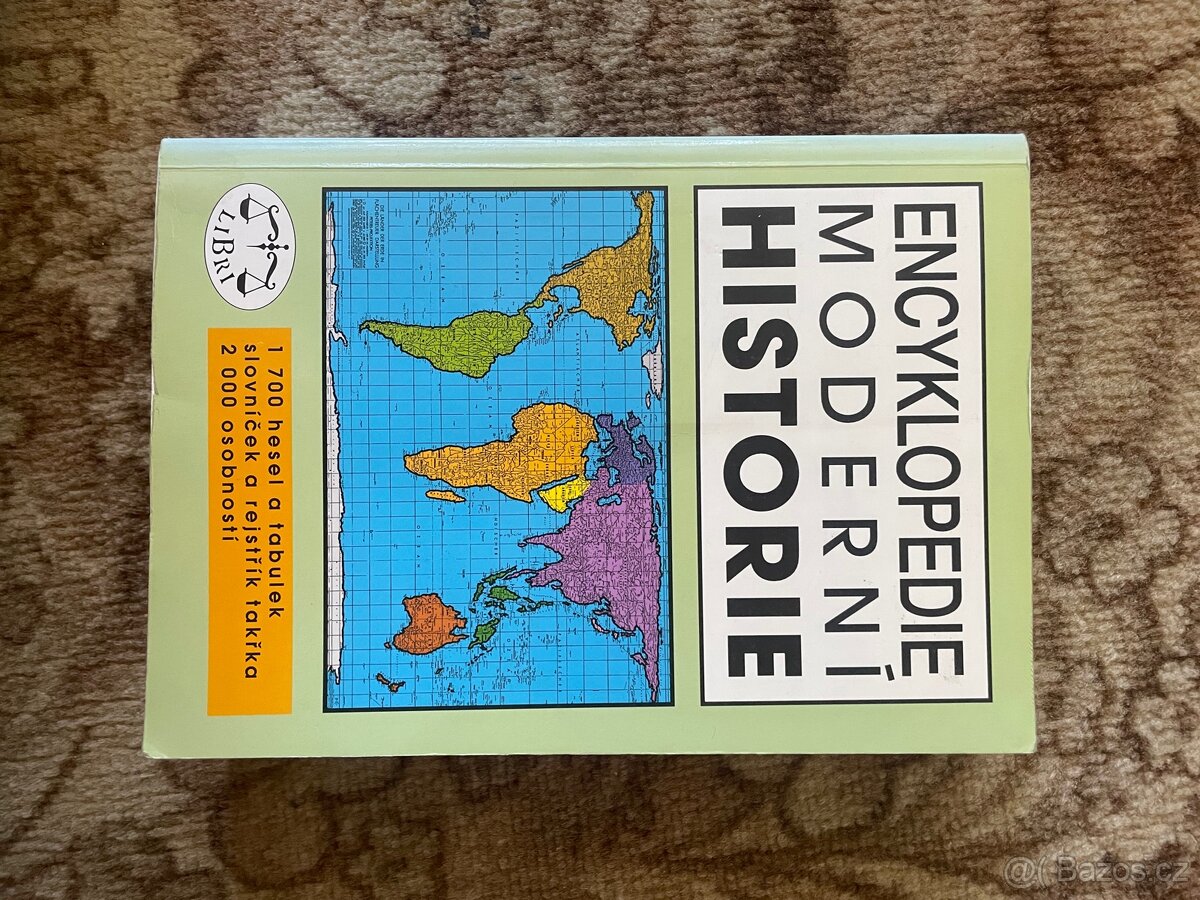 ENCYKLOPEDIE
MODERNÍ
HISTORIE
LIBRI
1 700 hesel a tabulek
slovníček a rejstřík takřka
2 000 osobností
@( Bazos.cz